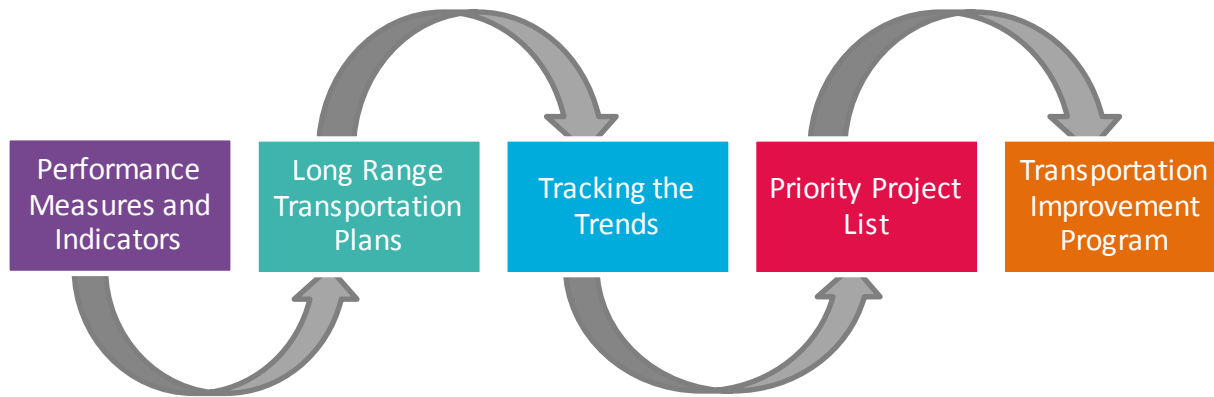 Performance
Measures and
Indicators
Long Range
Transportation
Plans
Tracking the
Trends
Priority Project
List
Transportation
Improvement
Program